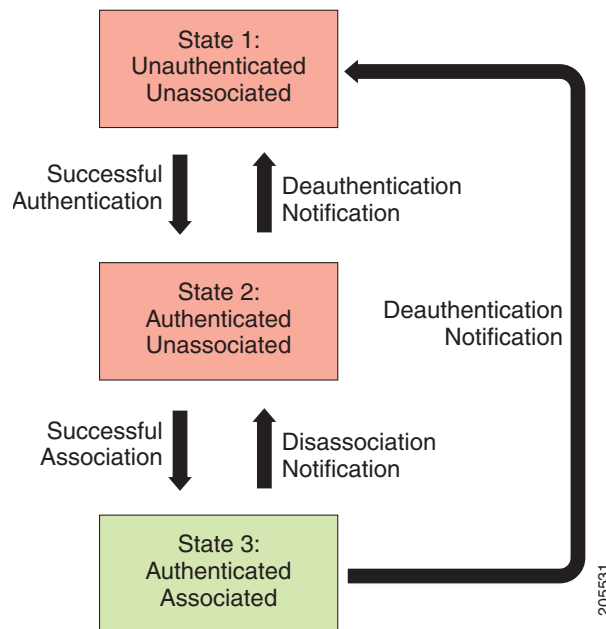 State 1:
Unauthenticated
Unassociated
Successful
Authentication
Deauthentication
Notification
State 2:
Authenticated
Unassociated
Deauthentication
Notification
Successful
Association
Disassociation
Notification
State 3:
Authenticated
Associated
205531